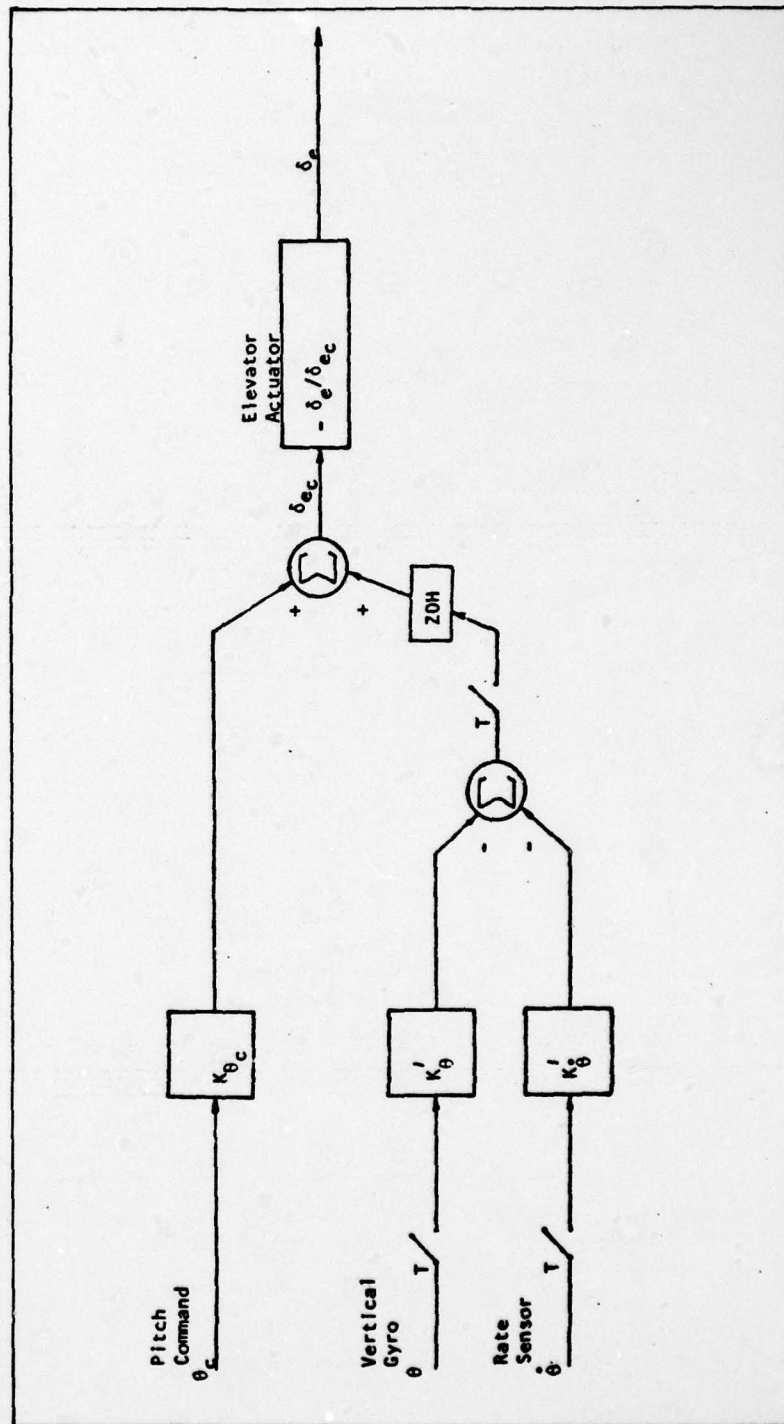 Pitch
Command
θc
Kθc
+
Σ
δec
Elevator
Actuator
- δe/δec
δe
+
ZOH
T
Vertical
Gyro
θ
T
K'θ
-
Σ
-
Rate
Sensor
θ̇
T
K'θ̇